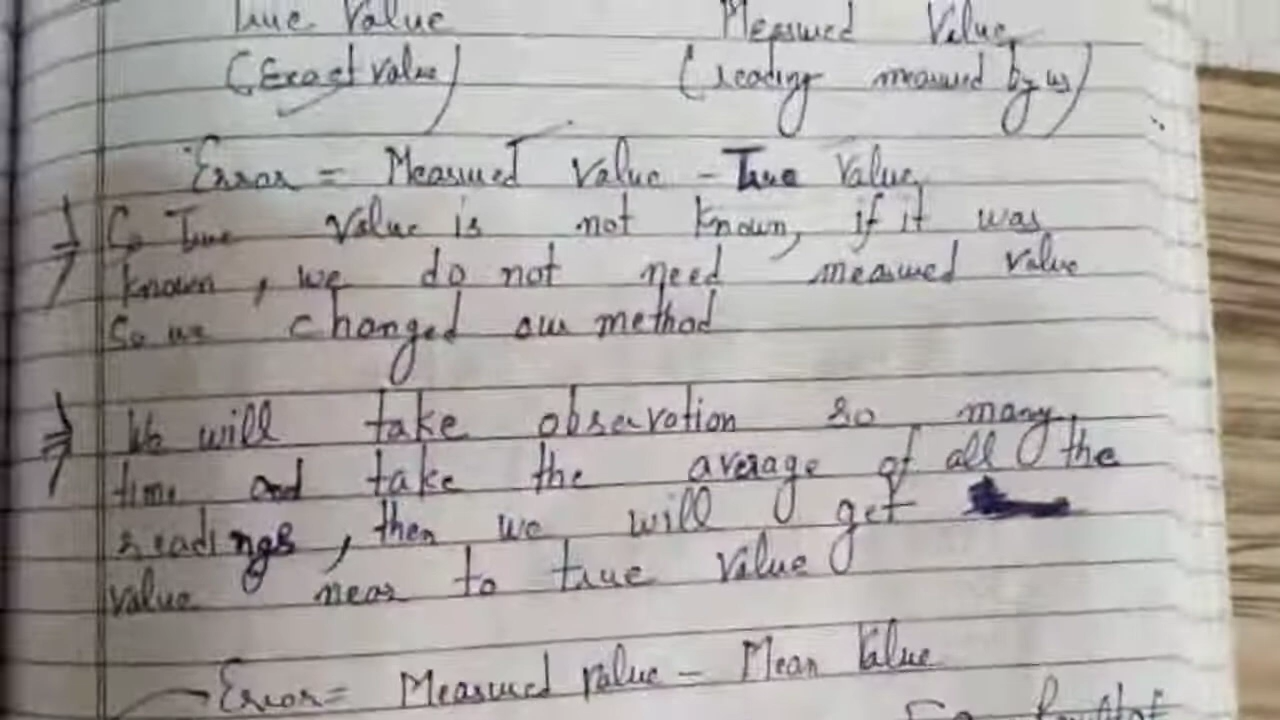 True Value Measured Value
(Exact value) (reading measured by us)
Error = Measured Value - True Value
So True Value is not known, if it was
known, we do not need measured value
So we changed our method
We will take observation so many
time and take the average of all the
readings, then we will get
value near to true value
Error = Measured value - Mean Value